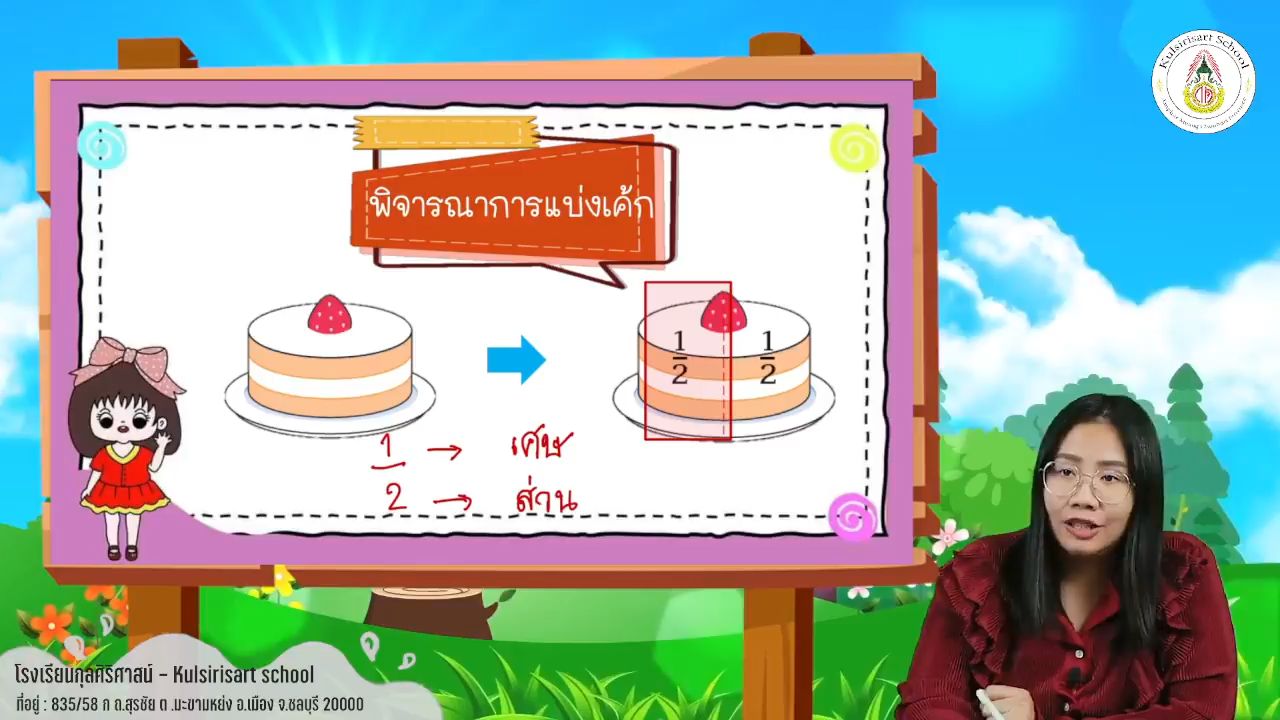 Kulsirisart School
พิจารณาการแบ่งเค้ก
1
2
1
2
1 → เศษ
2 → ส่วน
โรงเรียนกุลศิริศาสน์ - Kulsirisart school
ที่อยู่ : 835/58 ก ถ.สุรชัย ต .มะขามหย่ง อ.เมือง จ.ชลบุรี 20000